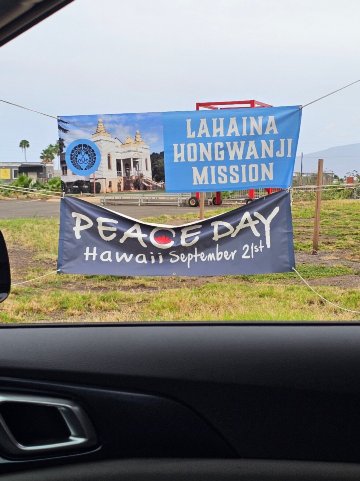 LAHAINA
HONGWANJI
MISSION
PEACE DAY
Hawaii September 21st